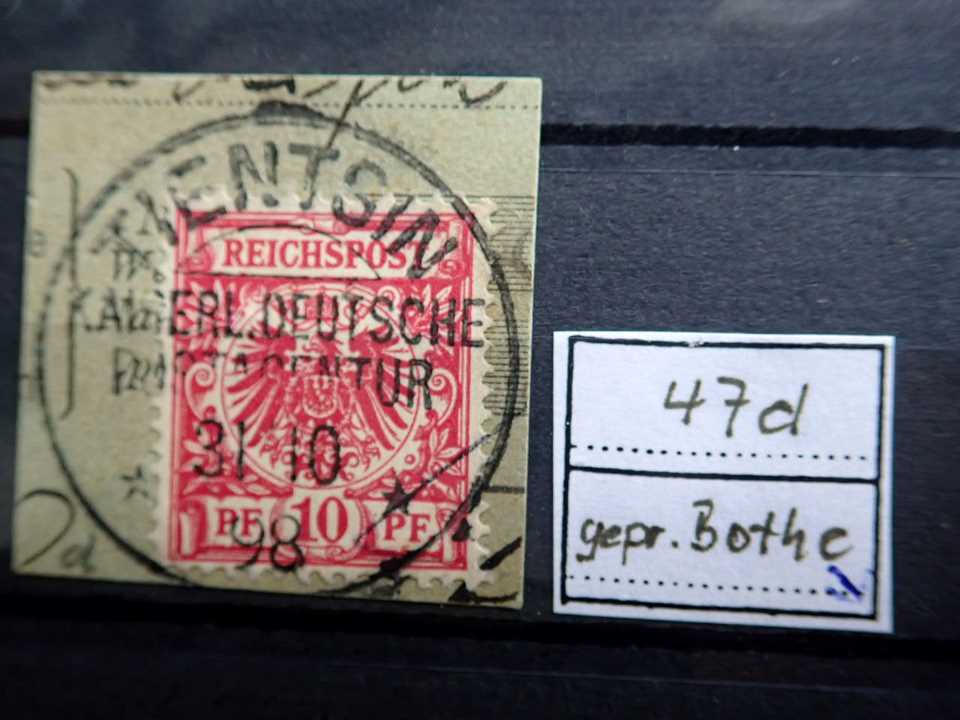 TIENTSIN
REICHSPOST
KAISERL.DEUTSCHE
POSTAGENTUR
31 10
98
PF 10 PF
d
47d
gepr. Bothe